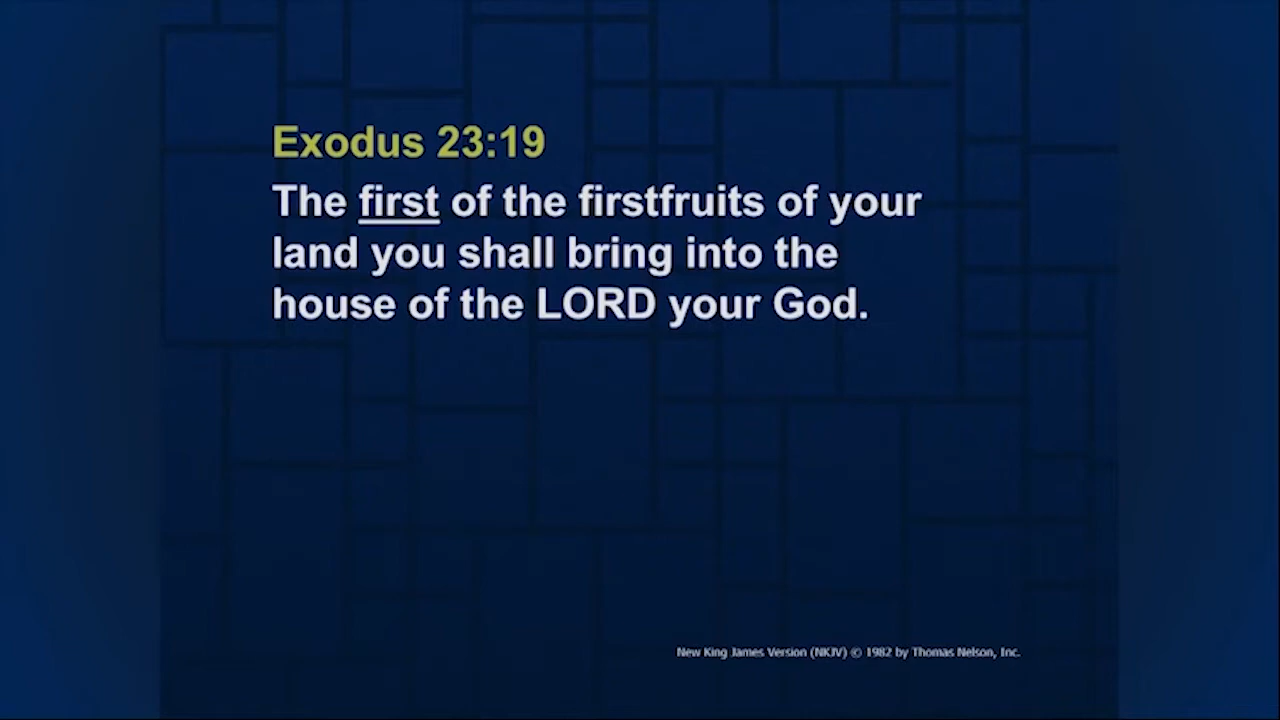 Exodus 23:19
The first of the firstfruits of your
land you shall bring into the
house of the LORD your God.
New King James Version (NKJV) © 1982 by Thomas Nelson, Inc.